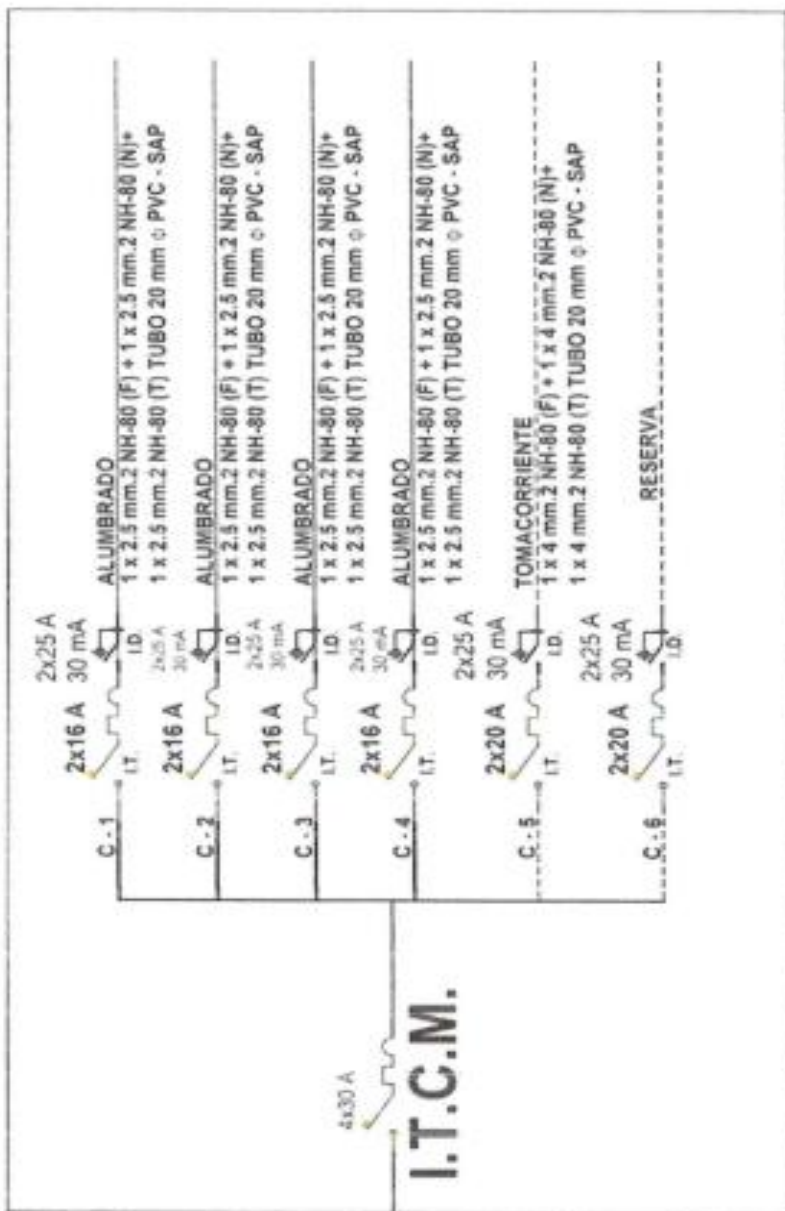 4x30 A
I.T.C.M.
C - 1
2x16 A
I.T.
2x25 A
30 mA
I.D.
ALUMBRADO
1 x 2.5 mm.2 NH-80 (F) + 1 x 2.5 mm.2 NH-80 (N)+
1 x 2.5 mm.2 NH-80 (T) TUBO 20 mm ϕ PVC - SAP
C - 2
2x16 A
I.T.
2x25 A
30 mA
I.D.
ALUMBRADO
1 x 2.5 mm.2 NH-80 (F) + 1 x 2.5 mm.2 NH-80 (N)+
1 x 2.5 mm.2 NH-80 (T) TUBO 20 mm ϕ PVC - SAP
C - 3
2x16 A
I.T.
2x25 A
30 mA
I.D.
ALUMBRADO
1 x 2.5 mm.2 NH-80 (F) + 1 x 2.5 mm.2 NH-80 (N)+
1 x 2.5 mm.2 NH-80 (T) TUBO 20 mm ϕ PVC - SAP
C - 4
2x16 A
I.T.
2x25 A
30 mA
I.D.
ALUMBRADO
1 x 2.5 mm.2 NH-80 (F) + 1 x 2.5 mm.2 NH-80 (N)+
1 x 2.5 mm.2 NH-80 (T) TUBO 20 mm ϕ PVC - SAP
C - 5
2x20 A
I.T.
2x25 A
30 mA
I.D.
TOMACORRIENTE
1 x 4 mm.2 NH-80 (F) + 1 x 4 mm.2 NH-80 (N)+
1 x 4 mm.2 NH-80 (T) TUBO 20 mm ϕ PVC - SAP
C - 6
2x20 A
I.T.
2x25 A
30 mA
I.D.
RESERVA